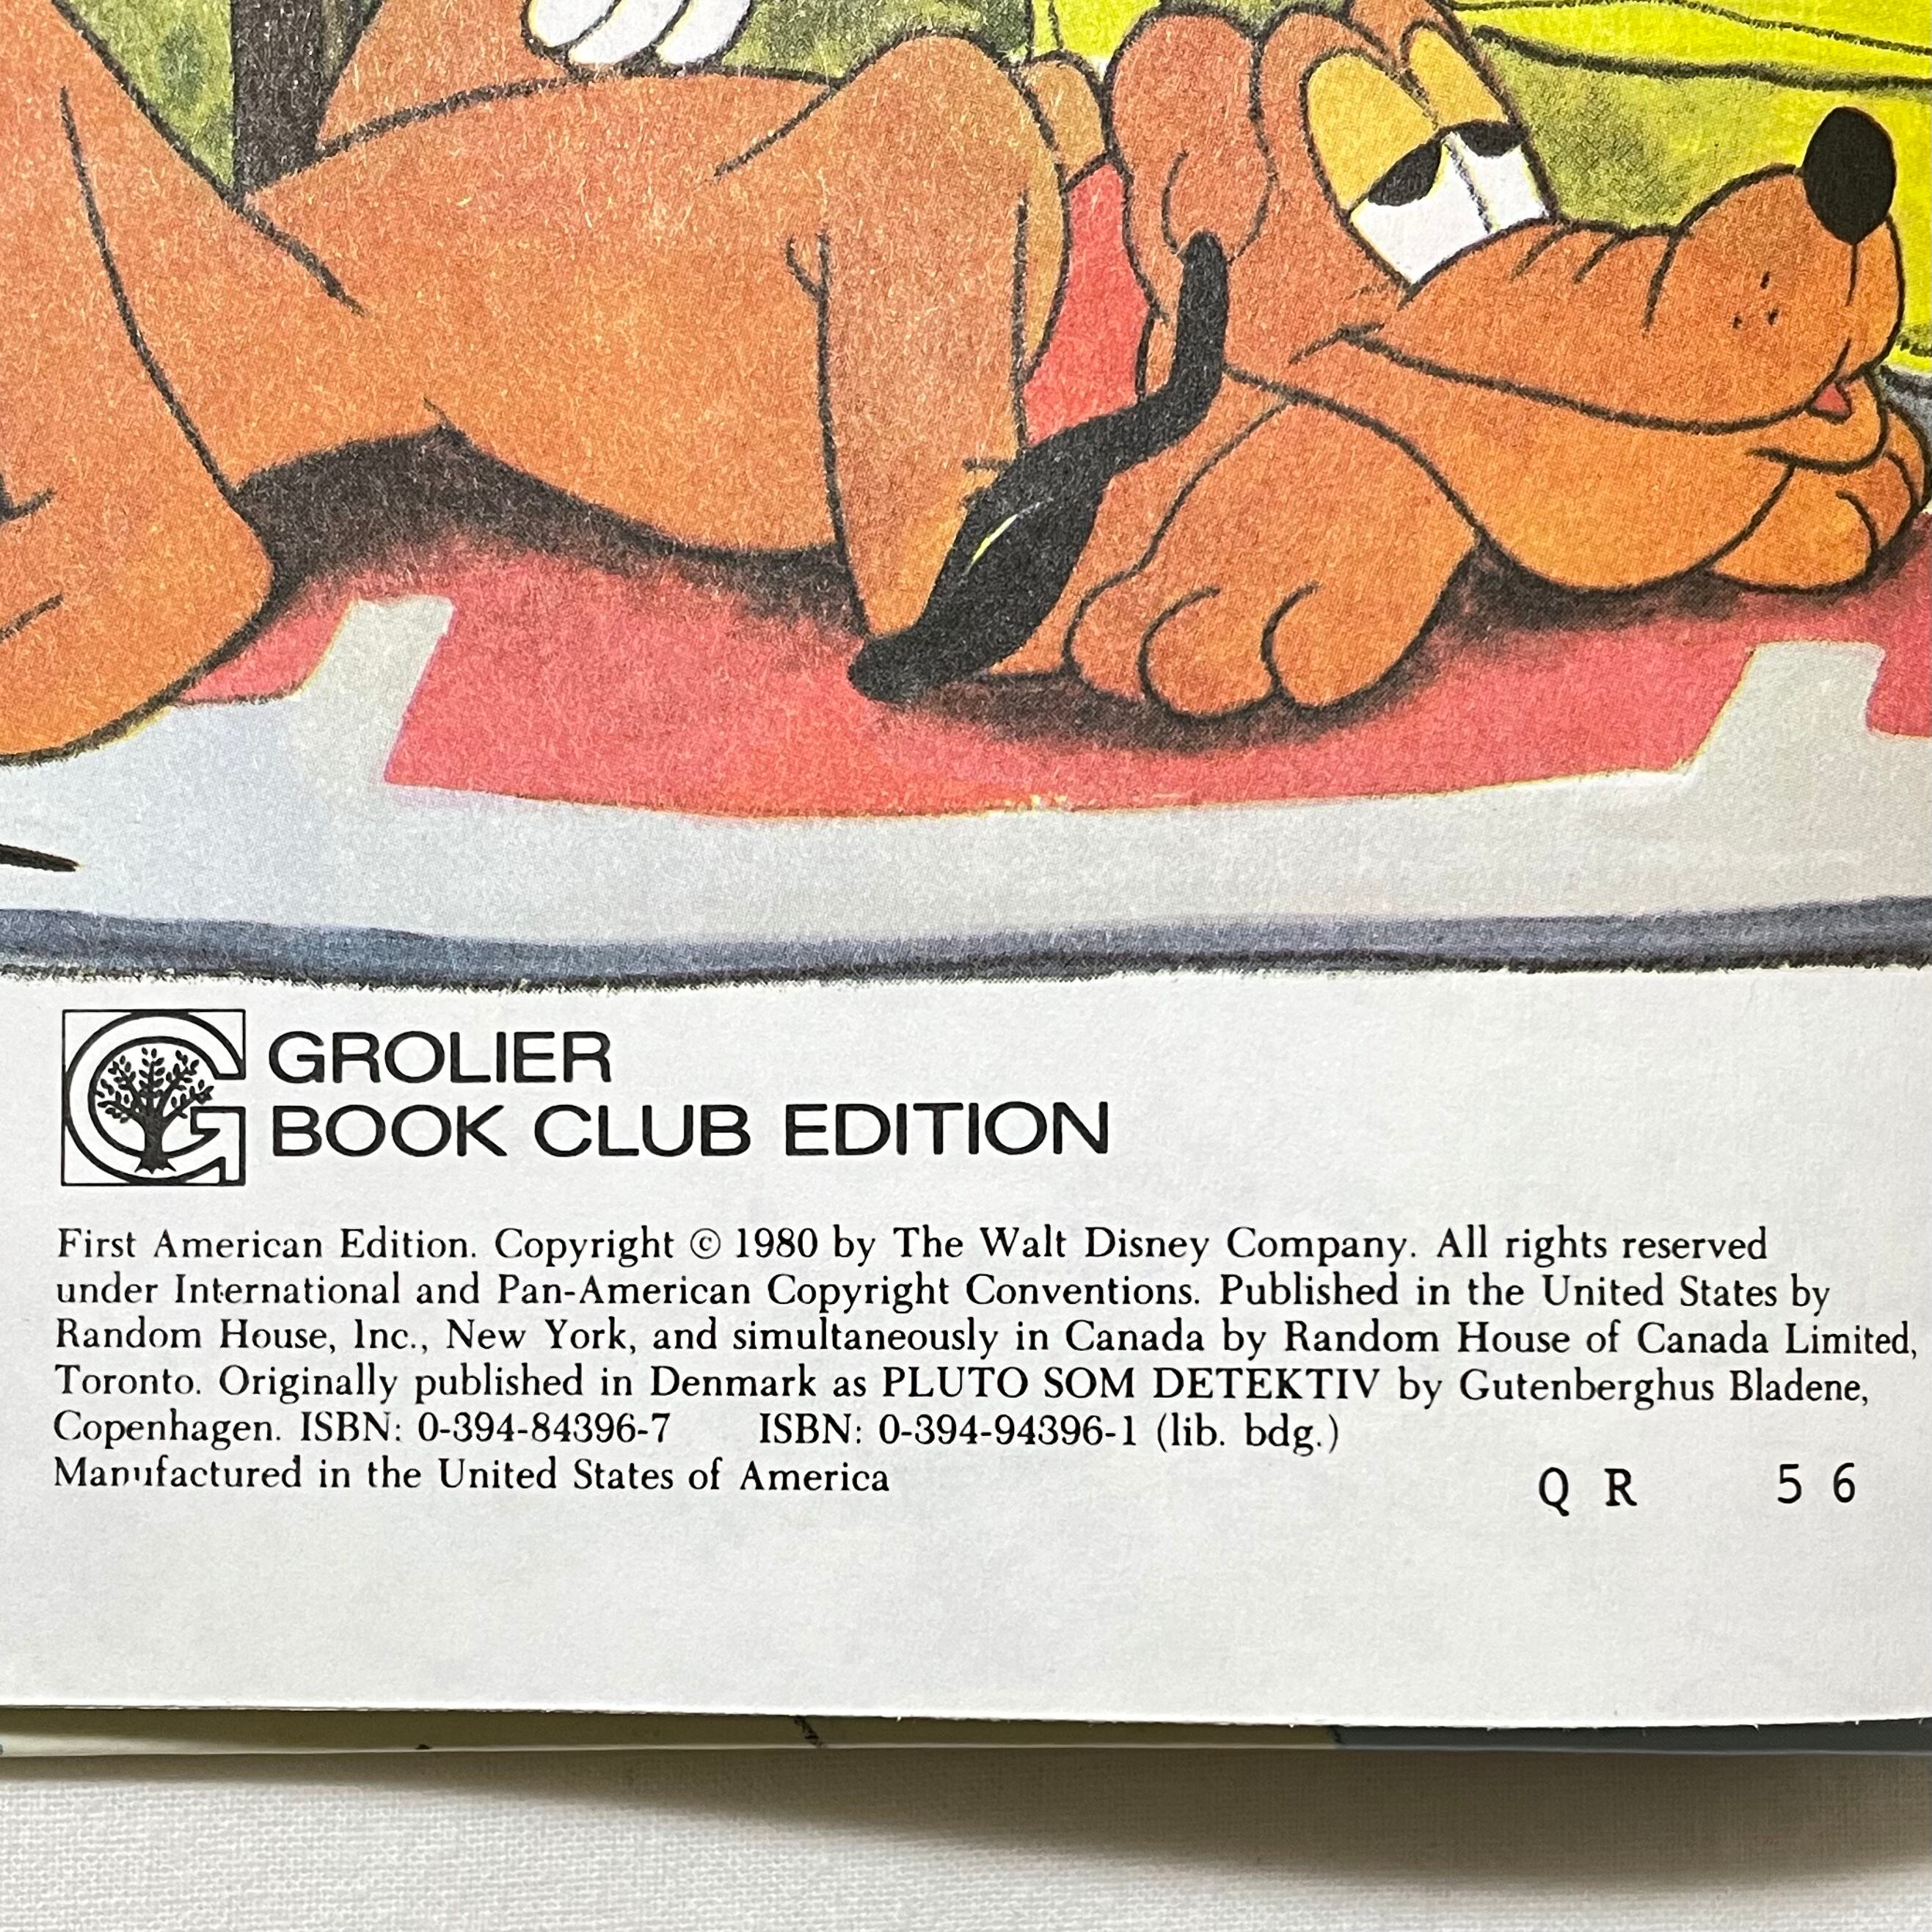 GROLIER
BOOK CLUB EDITION
First American Edition. Copyright © 1980 by The Walt Disney Company. All rights reserved
under International and Pan-American Copyright Conventions. Published in the United States by
Random House, Inc., New York, and simultaneously in Canada by Random House of Canada Limited,
Toronto. Originally published in Denmark as PLUTO SOM DETEKTIV by Gutenberghus Bladene,
Copenhagen. ISBN: 0-394-84396-7 ISBN: 0-394-94396-1 (lib. bdg.)
Manufactured in the United States of America
Q R 5 6